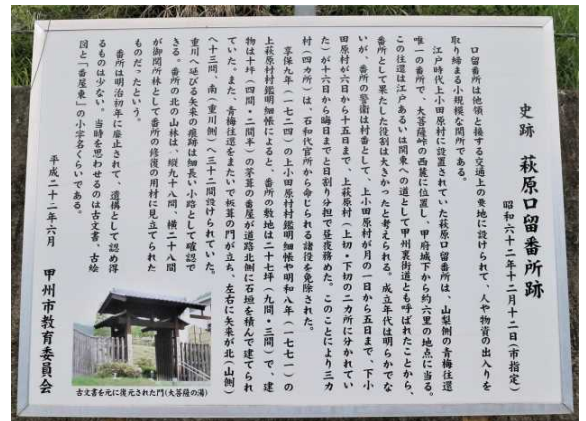 史跡　萩原口留番所跡
昭和六十二年十二月十二日(市指定)
口留番所は他領と接する交通上の要地に設けられて、人や物資の出入りを
取り締まる小規模な関所である。
江戸時代上小田原村に設置されていた萩原口留番所は、山梨側の青梅往還
唯一の番所で、大菩薩峠の西麓に位置し、甲府城下から約六里の地点に当る。
この往還は江戸あるいは関東への道として甲州裏街道とも呼ばれたことから、
番所として果たした役割は大きかったと考えられる。成立年代は明らかでな
いが、番所の警衛は村番として、上小田原村が月の一日から五日まで、下小
田原村が六日から十五日まで、上萩原村(上切・下切の二カ所に分かれてい
た)が十六日から晦日までと日割り分担で昼夜務めた。このことにより三カ
村(四カ所)は、石和代官所から命じられる諸役を免除された。
享保九年(一七二四)の上小田原村村鑑明細帳や明和八年(一七七一)の
上萩原村村鑑明細帳によると、番所の敷地は二十七坪(九間・三間)で、建
物は十坪(四間・二間半)の茅葺の番屋が道路北側に石垣を積んで建てられ
ていた。また、青梅往還をまたいで板葺の門が立ち、左右に矢来が北(山側)
へ十三間、南(重川側)へ三十二間設けられていた。
重川へ延びる矢来の痕跡は細長い小路として確認で
きる。番所の北の山林は、縦九十八間、横二十八間
が御関所林として番所の修復の用材に見立てられた
ものだったという。
番所は明治初年に廃止されて、遺構として認め得
るものは少ない。当時を思わせるのは古文書、古絵
図と「番屋東」の小字名くらいである。
平成二十二年六月　甲州市教育委員会
古文書を元に復元された門(大菩薩の湯)